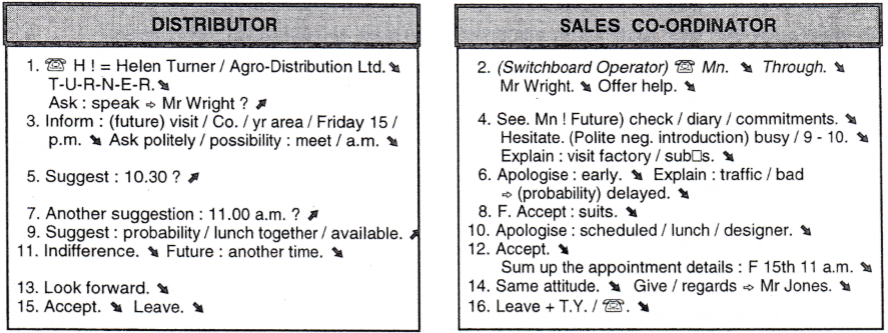 DISTRIBUTOR
1. ☎ H ! = Helen Turner / Agro-Distribution Ltd. ➘
T-U-R-N-E-R. ➘
Ask : speak ⇨ Mr Wright ? ➚
3. Inform : (future) visit / Co. / yr area / Friday 15 /
p.m. ➘ Ask politely / possibility : meet / a.m. ➘
5. Suggest : 10.30 ? ➚
7. Another suggestion : 11.00 a.m. ? ➚
9. Suggest : probability / lunch together / available. ➚
11. Indifference. ➘ Future : another time. ➘
13. Look forward. ➘
15. Accept. ➘ Leave. ➘
SALES CO-ORDINATOR
2. (Switchboard Operator) ☎ Mn. ➘ Through. ➘
Mr Wright. ➘ Offer help. ➘
4. See. Mn ! Future) check / diary / commitments. ➘
Hesitate. (Polite neg. introduction) busy / 9 - 10. ➘
Explain : visit factory / sub□s. ➘
6. Apologise : early. ➘ Explain : traffic / bad
⇨ (probability) delayed. ➘
8. F. Accept : suits. ➘
10. Apologise : scheduled / lunch / designer. ➘
12. Accept. ➘
Sum up the appointment details : F 15th 11 a.m. ➘
14. Same attitude. ➘ Give / regards ⇨ Mr Jones. ➘
16. Leave + T.Y. / ☎. ➘